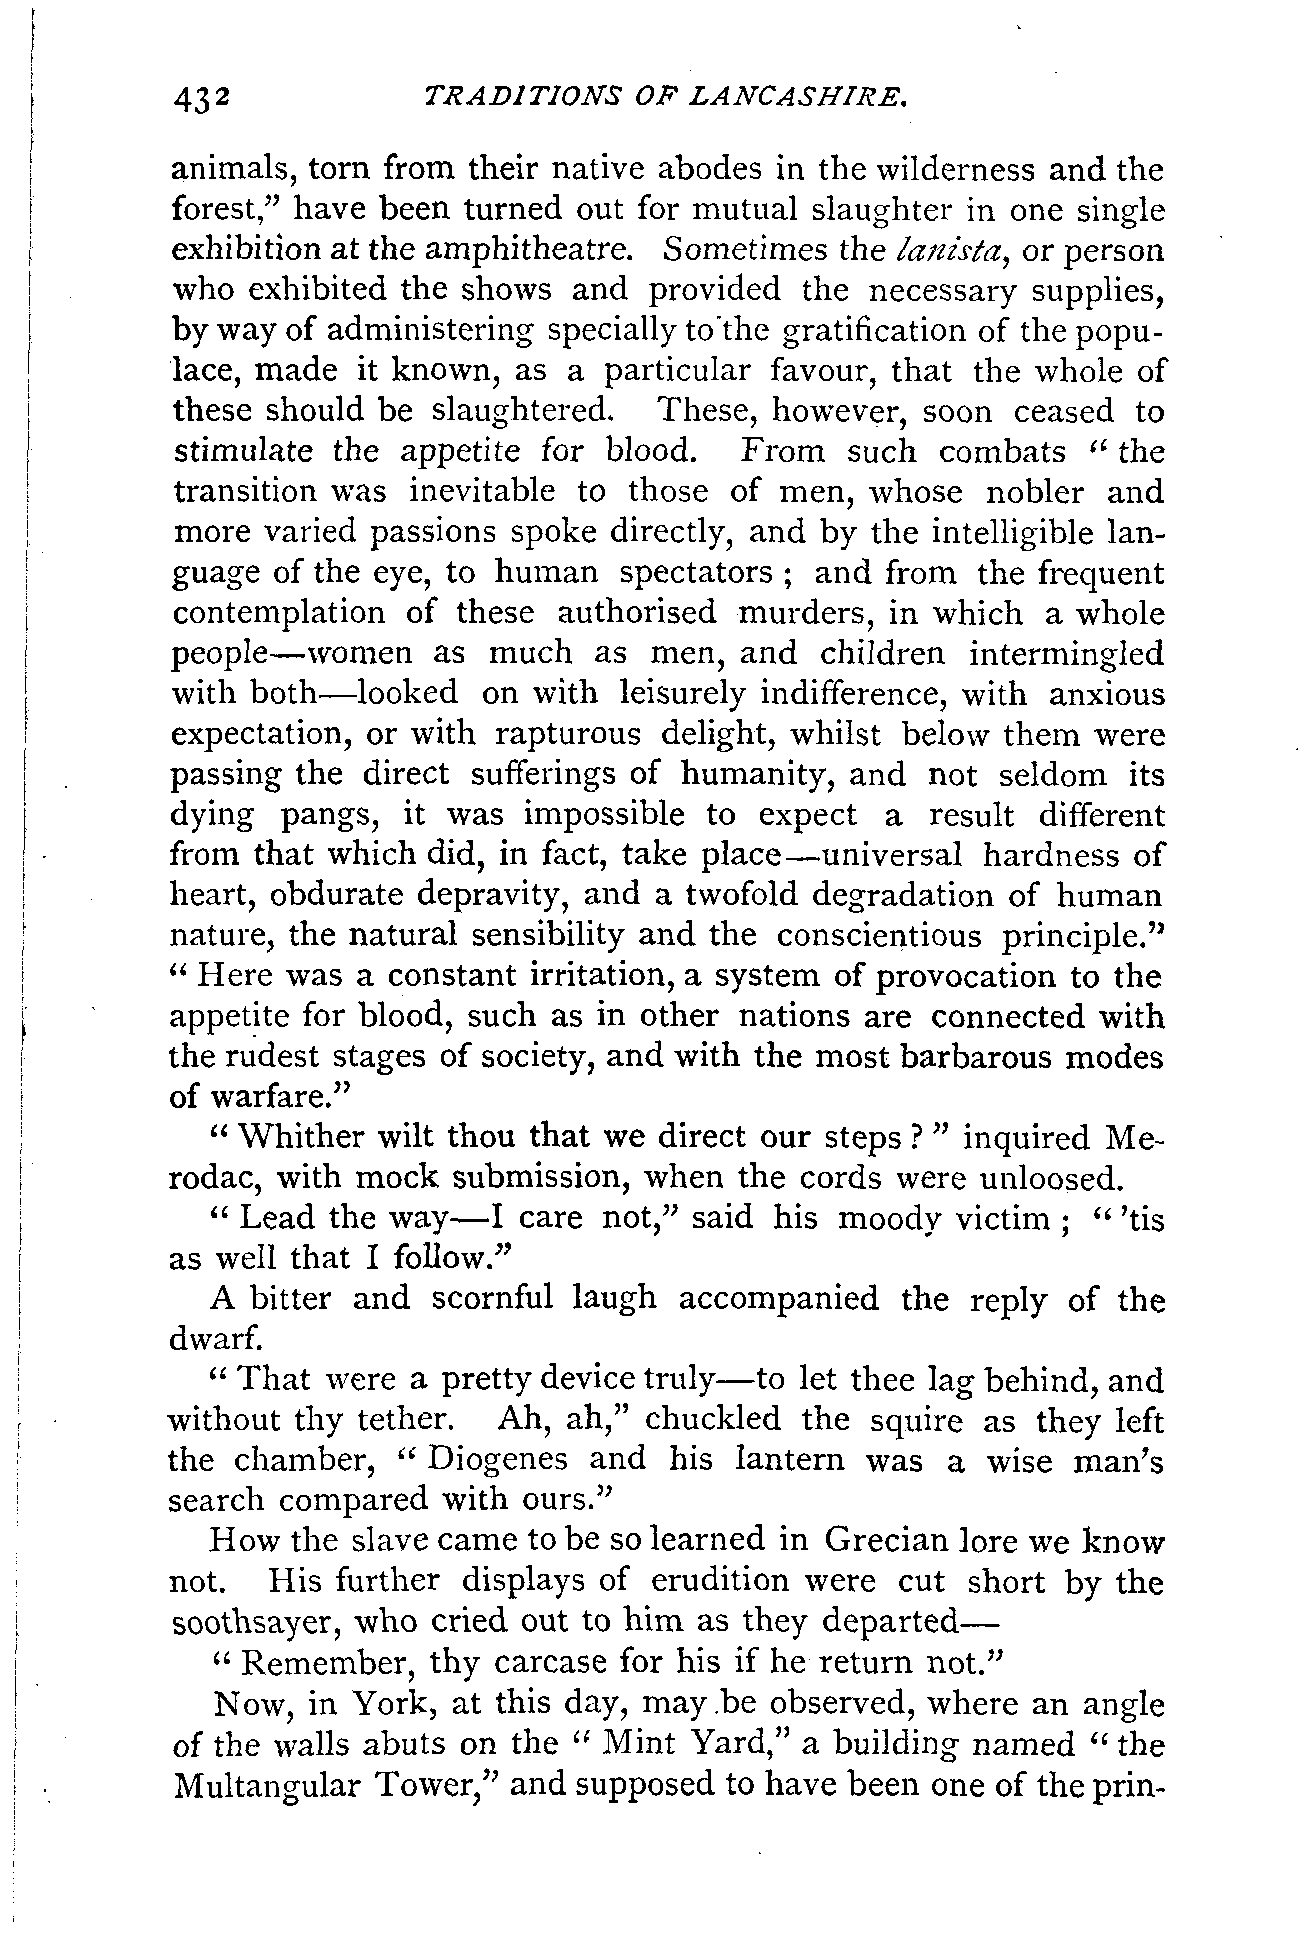 432 TRADITIONS OF LANCASHIRE.
animals, torn from their native abodes in the wilderness and the
forest,” have been turned out for mutual slaughter in one single
exhibition at the amphitheatre. Sometimes the lanista, or person
who exhibited the shows and provided the necessary supplies,
by way of administering specially to the gratification of the popu-
lace, made it known, as a particular favour, that the whole of
these should be slaughtered. These, however, soon ceased to
stimulate the appetite for blood. From such combats “ the
transition was inevitable to those of men, whose nobler and
more varied passions spoke directly, and by the intelligible lan-
guage of the eye, to human spectators ; and from the frequent
contemplation of these authorised murders, in which a whole
people—women as much as men, and children intermingled
with both—looked on with leisurely indifference, with anxious
expectation, or with rapturous delight, whilst below them were
passing the direct sufferings of humanity, and not seldom its
dying pangs, it was impossible to expect a result different
from that which did, in fact, take place—universal hardness of
heart, obdurate depravity, and a twofold degradation of human
nature, the natural sensibility and the conscientious principle.”
“ Here was a constant irritation, a system of provocation to the
appetite for blood, such as in other nations are connected with
the rudest stages of society, and with the most barbarous modes
of warfare.”
“ Whither wilt thou that we direct our steps ? ” inquired Me-
rodac, with mock submission, when the cords were unloosed.
“ Lead the way—I care not,” said his moody victim ; “ ’tis
as well that I follow.”
A bitter and scornful laugh accompanied the reply of the
dwarf.
“ That were a pretty device truly—to let thee lag behind, and
without thy tether. Ah, ah,” chuckled the squire as they left
the chamber, “ Diogenes and his lantern was a wise man’s
search compared with ours.”
How the slave came to be so learned in Grecian lore we know
not. His further displays of erudition were cut short by the
soothsayer, who cried out to him as they departed—
“ Remember, thy carcase for his if he return not.”
Now, in York, at this day, may be observed, where an angle
of the walls abuts on the “ Mint Yard,” a building named “ the
Multangular Tower,” and supposed to have been one of the prin-